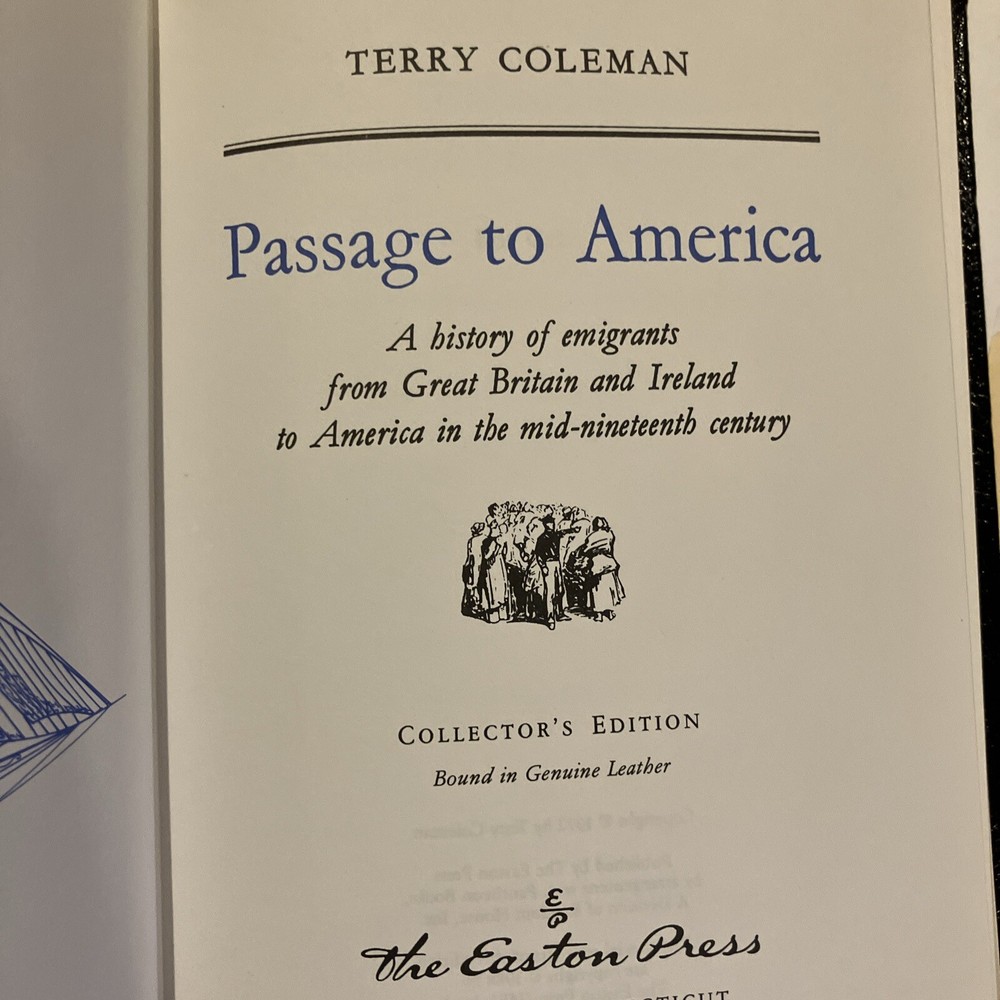 TERRY COLEMAN
Passage to America
A history of emigrants
from Great Britain and Ireland
to America in the mid-nineteenth century
COLLECTOR'S EDITION
Bound in Genuine Leather
E
P
The Easton Press